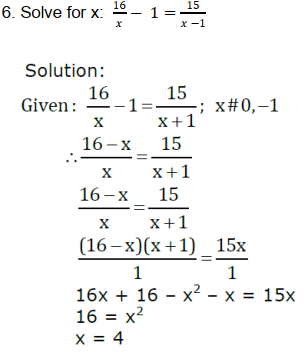 6. Solve for x: 16/x − 1 = 15/(x −1)
Solution:
Given: 16/x −1 = 15/(x+1); x#0,−1
∴ (16−x)/x = 15/(x+1)
(16−x)/x = 15/(x+1)
(16−x)(x+1)/1 = 15x/1
16x + 16 − x² − x = 15x
16 = x²
x = 4